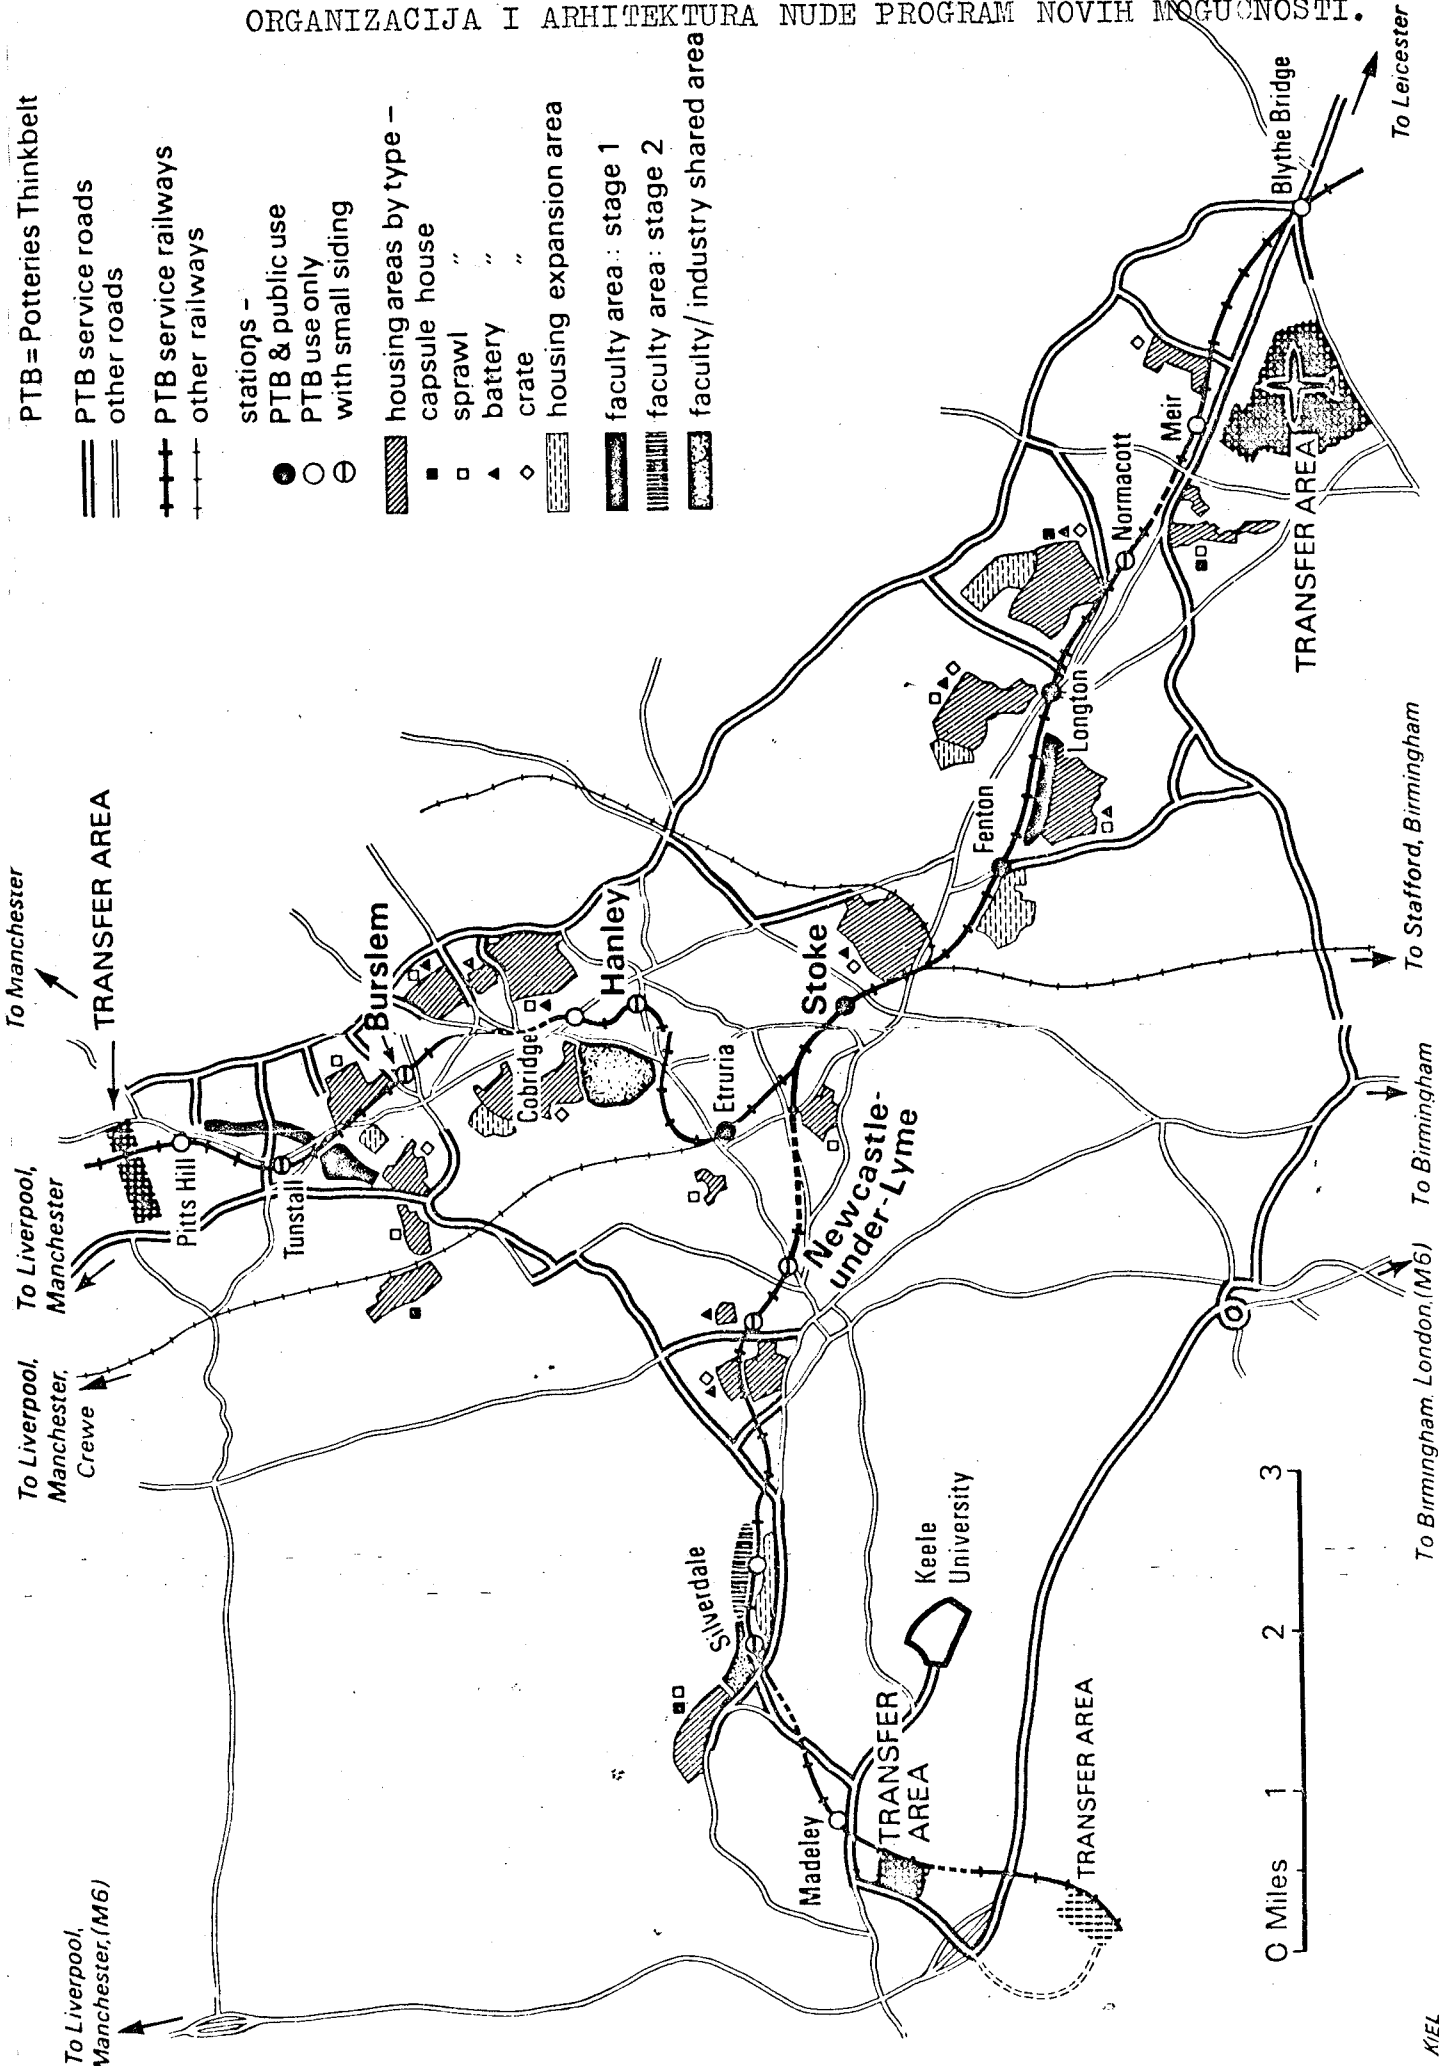 ORGANIZACIJA I ARHITEKTURA NUDE PROGRAM NOVIH MOGUĆNOSTI.
PTB=Potteries Thinkbelt
PTB service roads
other roads
PTB service railways
other railways
stations –
PTB & public use
PTB use only
with small siding
housing areas by type –
capsule house
sprawl "
battery "
crate "
housing expansion area
faculty area: stage 1
faculty area: stage 2
faculty/industry shared area
To Liverpool,
Manchester,(M6)
To Liverpool,
Manchester,
Crewe
To Liverpool,
Manchester
To Manchester
TRANSFER AREA
Pitts Hill
Tunstall
Burslem
Cobridge
Hanley
Etruria
Stoke
Newcastle-
under-Lyme
Fenton
Longton
Normacott
Meir
Blythe Bridge
To Leicester
TRANSFER AREA
Silverdale
Keele
University
Madeley
TRANSFER
AREA
TRANSFER AREA
0 Miles 1 2 3
To Birmingham, London,(M6)
To Birmingham
To Stafford, Birmingham
KIEL